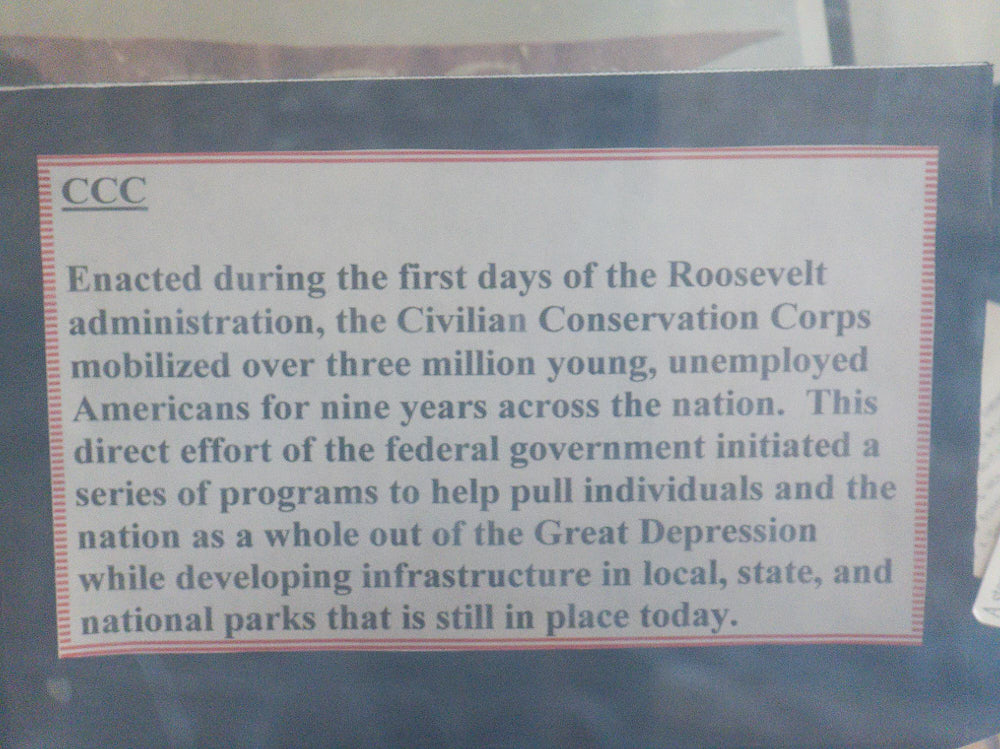 CCC
Enacted during the first days of the Roosevelt
administration, the Civilian Conservation Corps
mobilized over three million young, unemployed
Americans for nine years across the nation.  This
direct effort of the federal government initiated a
series of programs to help pull individuals and the
nation as a whole out of the Great Depression
while developing infrastructure in local, state, and
national parks that is still in place today.